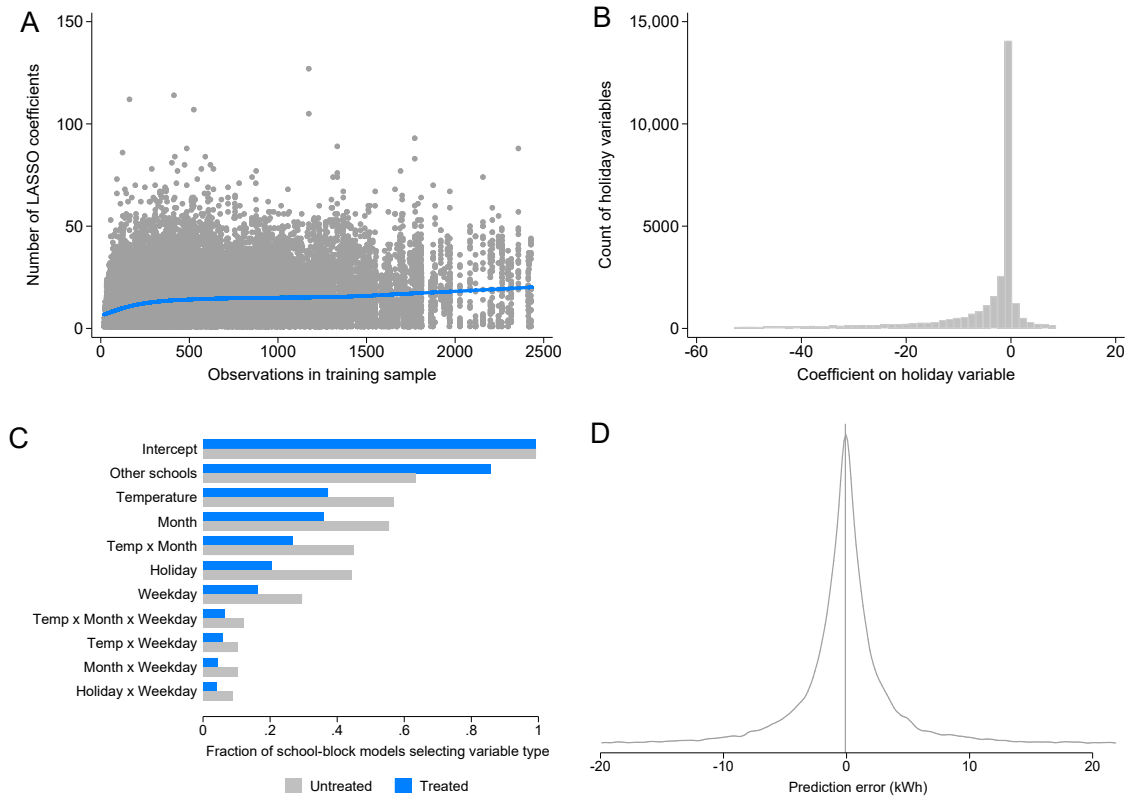 A
150
100
50
0
Number of LASSO coefficients
0 500 1000 1500 2000 2500
Observations in training sample
B
15,000
10,000
5000
0
Count of holiday variables
-60 -40 -20 0 20
Coefficient on holiday variable
C
Intercept
Other schools
Temperature
Month
Temp x Month
Holiday
Weekday
Temp x Month x Weekday
Temp x Weekday
Month x Weekday
Holiday x Weekday
0 .2 .4 .6 .8 1
Fraction of school-block models selecting variable type
Untreated Treated
D
-20 -10 0 10 20
Prediction error (kWh)